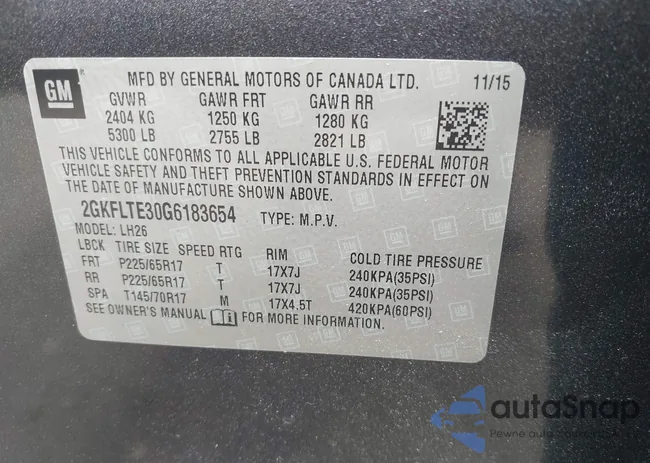 GM
MFD BY GENERAL MOTORS OF CANADA LTD. 11/15
GVWR GAWR FRT GAWR RR
2404 KG 1250 KG 1280 KG
5300 LB 2755 LB 2821 LB
THIS VEHICLE CONFORMS TO ALL APPLICABLE U.S. FEDERAL MOTOR
VEHICLE SAFETY AND THEFT PREVENTION STANDARDS IN EFFECT ON
THE DATE OF MANUFACTURE SHOWN ABOVE.
2GKFLTE30G6183654 TYPE: M.P.V.
MODEL: LH26
LBCK TIRE SIZE SPEED RTG RIM COLD TIRE PRESSURE
FRT P225/65R17 T 17X7J 240KPA(35PSI)
RR P225/65R17 T 17X7J 240KPA(35PSI)
SPA T145/70R17 M 17X4.5T 420KPA(60PSI)
SEE OWNER'S MANUAL FOR MORE INFORMATION.
autaSnap
Pewne auto z rynku